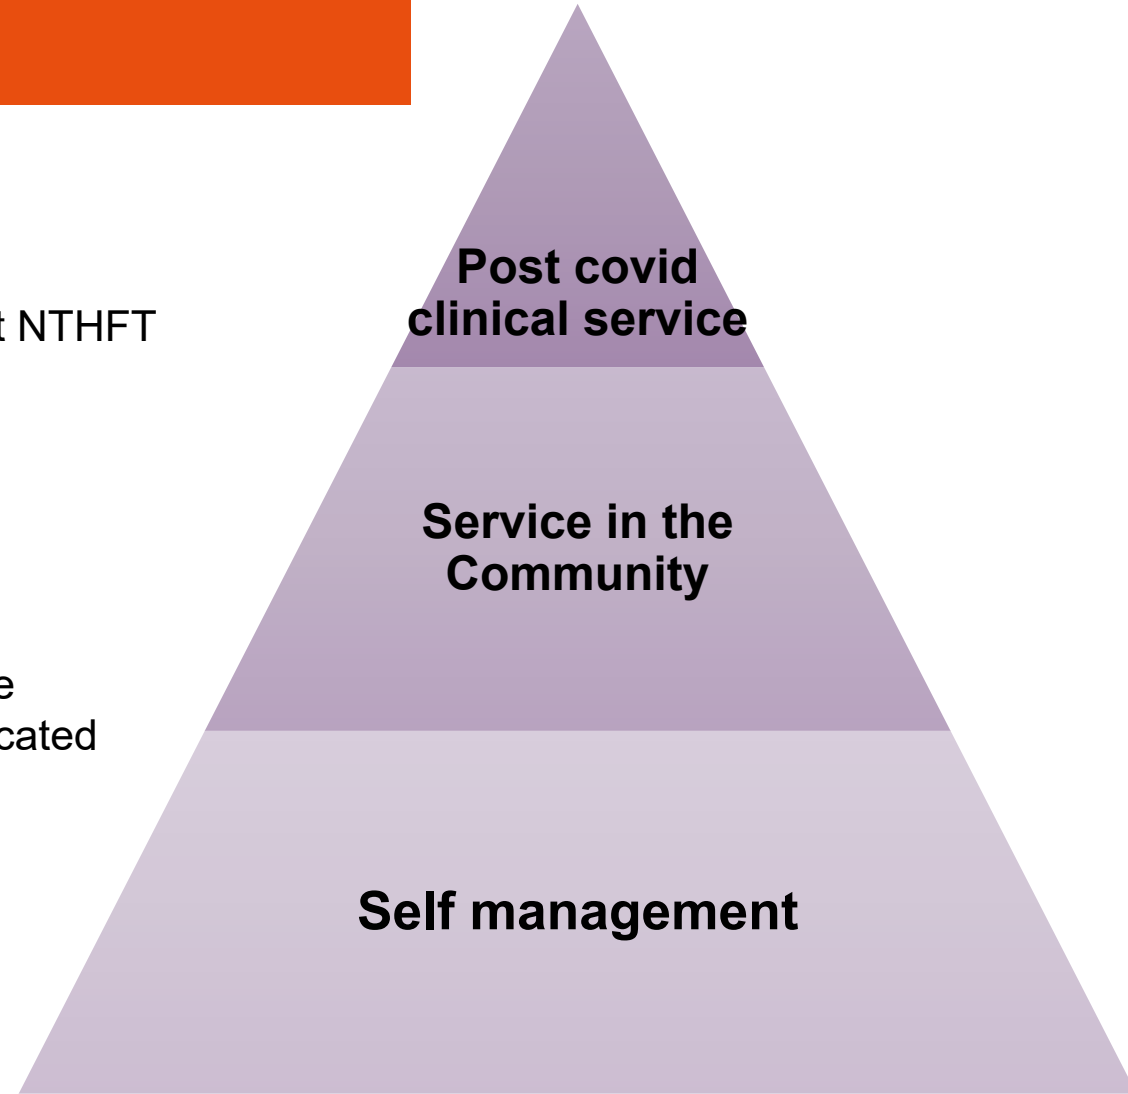 Post covid
clinical service
t NTHFT
Service in the
Community
e
cated
Self management